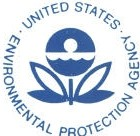 · UNITED STATES · ENVIRONMENTAL PROTECTION AGENCY